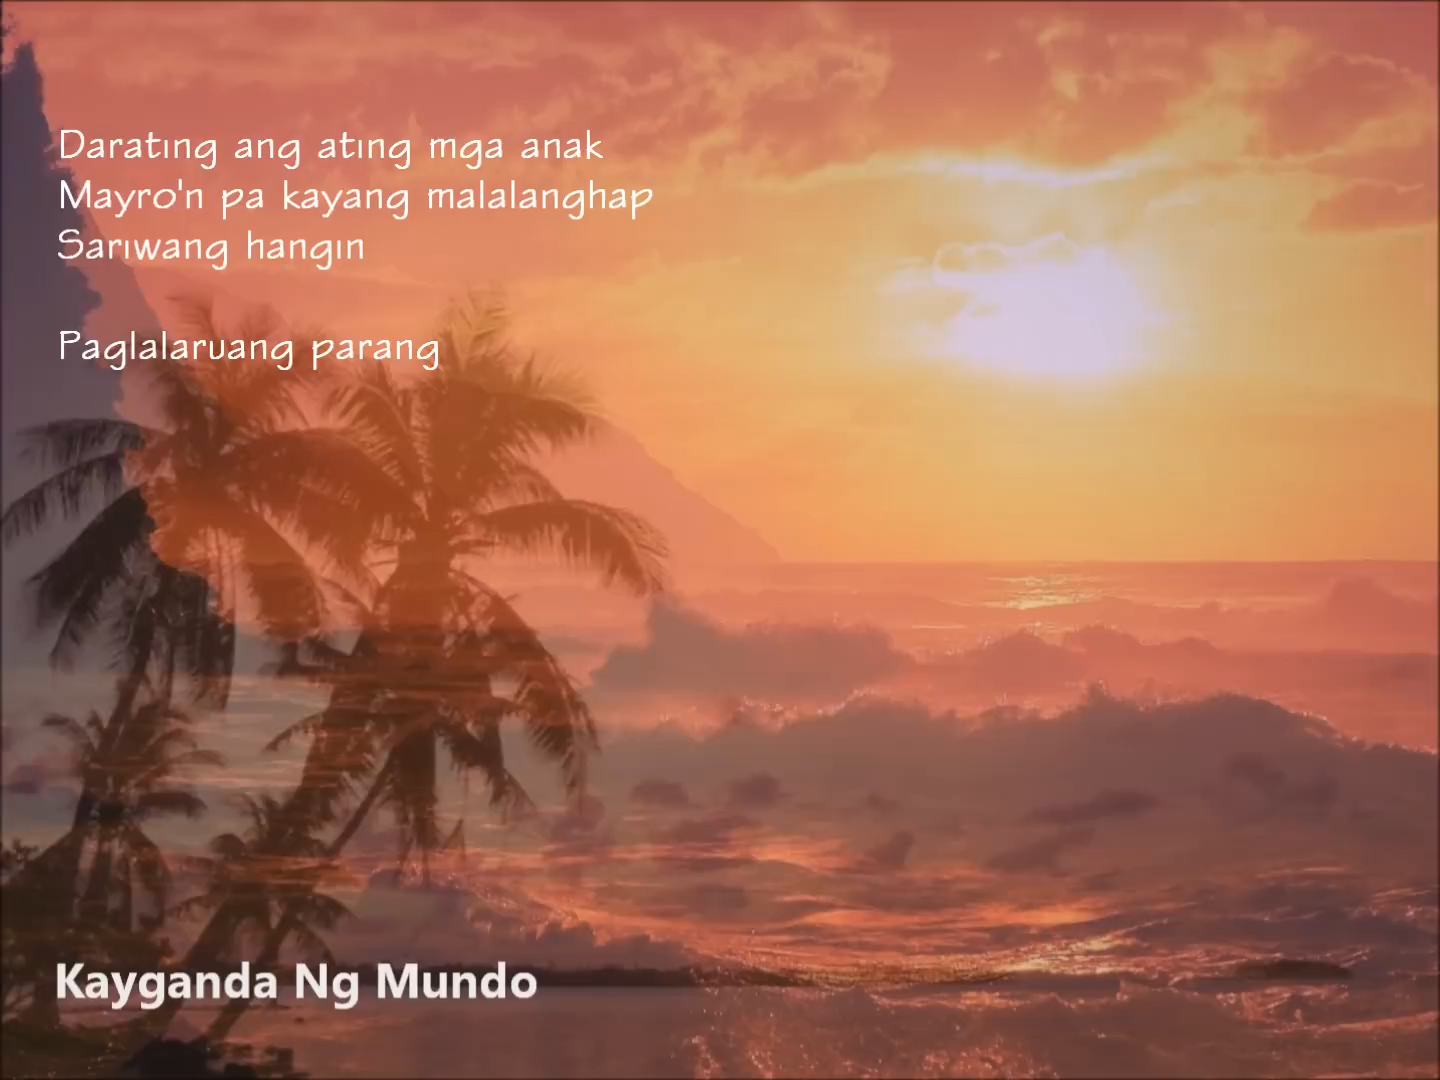 Darating ang ating mga anak
Mayro'n pa kayang malalanghap
Sariwang hangin
Paglalaruang parang
Kayganda Ng Mundo